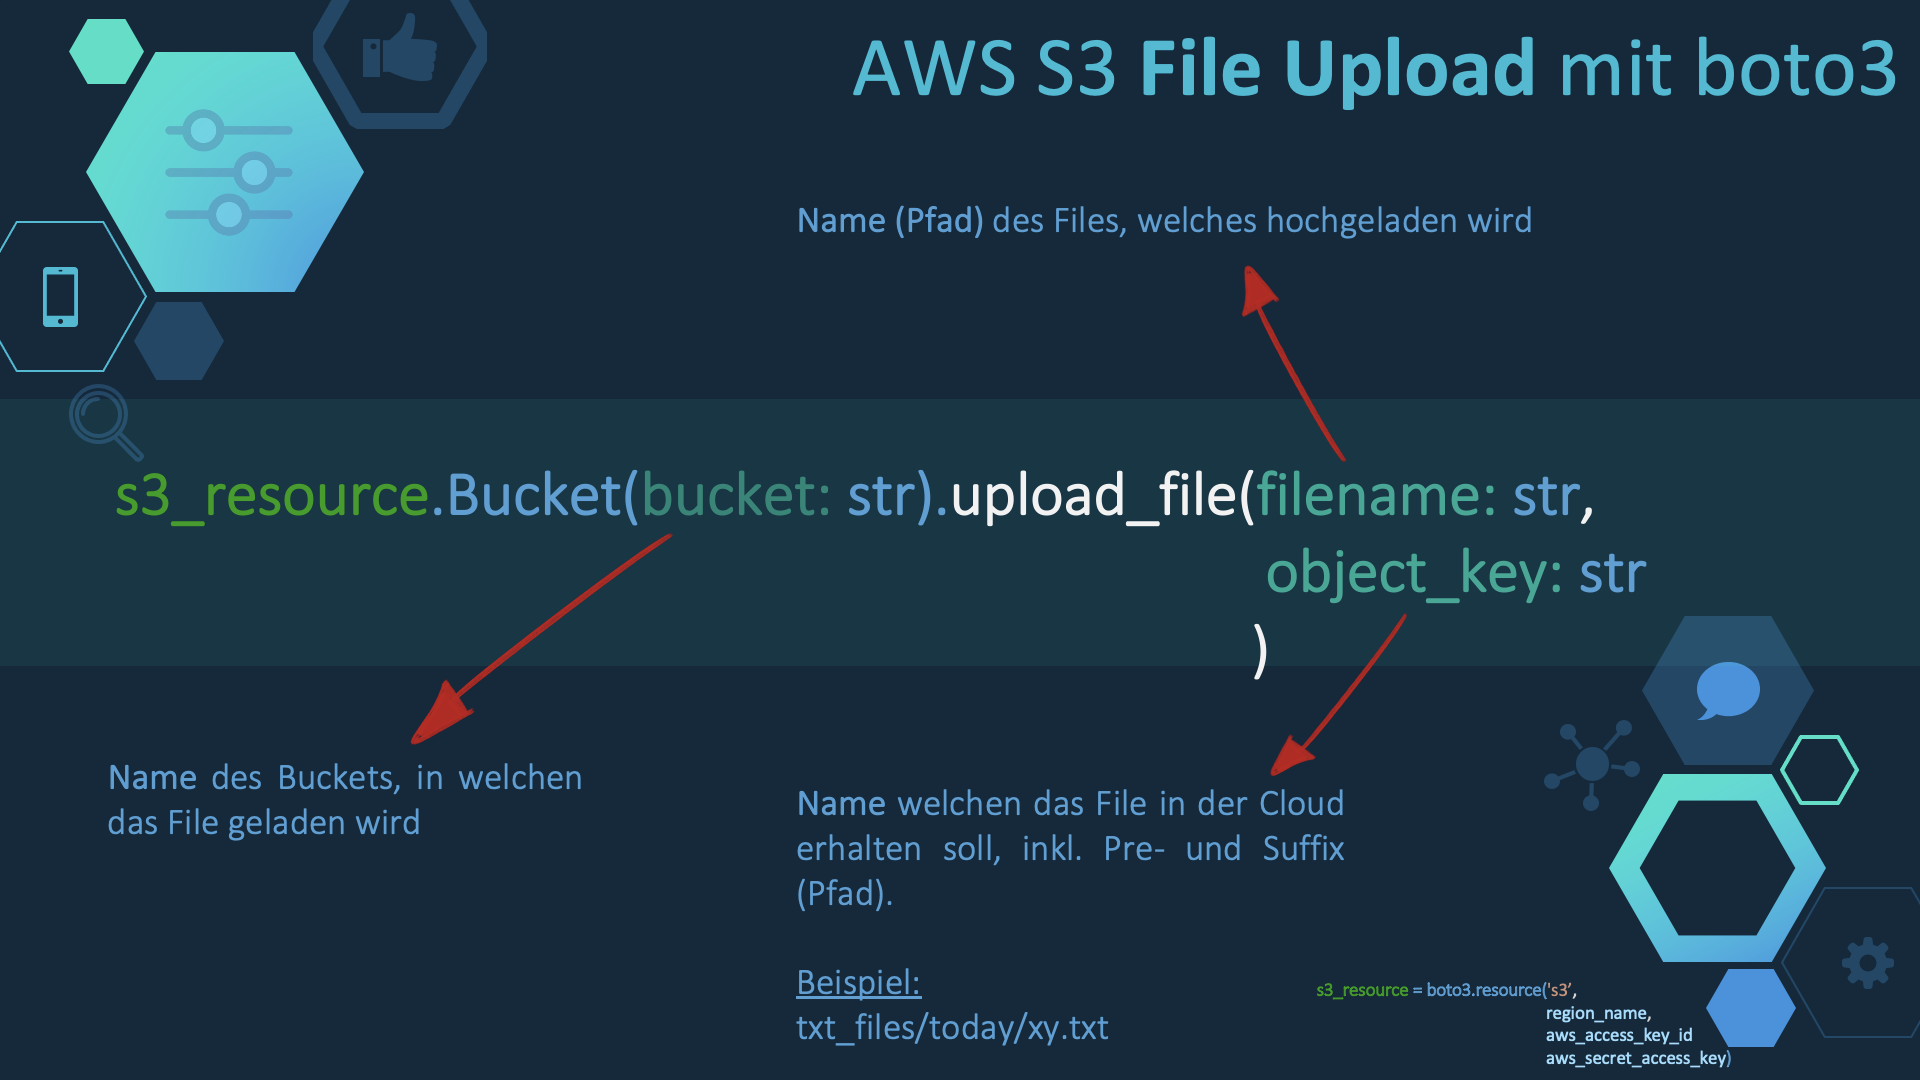 AWS S3 File Upload mit boto3
Name (Pfad) des Files, welches hochgeladen wird
s3_resource.Bucket(bucket: str).upload_file(filename: str,
object_key: str
)
Name des Buckets, in welchen
das File geladen wird
Name welchen das File in der Cloud
erhalten soll, inkl. Pre- und Suffix
(Pfad).
Beispiel:
txt_files/today/xy.txt
s3_resource = boto3.resource('s3',
region_name,
aws_access_key_id
aws_secret_access_key)